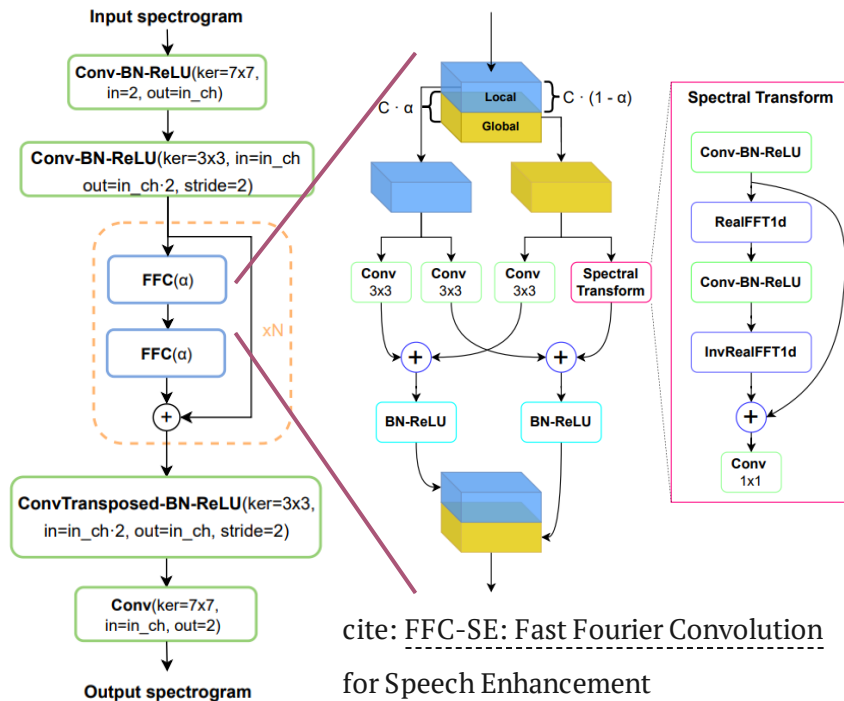 Input spectrogram
Conv-BN-ReLU(ker=7x7,
in=2, out=in_ch)
Conv-BN-ReLU(ker=3x3, in=in_ch
out=in_ch·2, stride=2)
FFC(α)
FFC(α)
xN
+
ConvTransposed-BN-ReLU(ker=3x3,
in=in_ch·2, out=in_ch, stride=2)
Conv(ker=7x7,
in=in_ch, out=2)
Output spectrogram
C · α
Local
Global
C · (1 - α)
Conv
3x3
Conv
3x3
Conv
3x3
Spectral
Transform
+
+
BN-ReLU
BN-ReLU
Spectral Transform
Conv-BN-ReLU
RealFFT1d
Conv-BN-ReLU
InvRealFFT1d
+
Conv
1x1
cite: FFC-SE: Fast Fourier Convolution
for Speech Enhancement